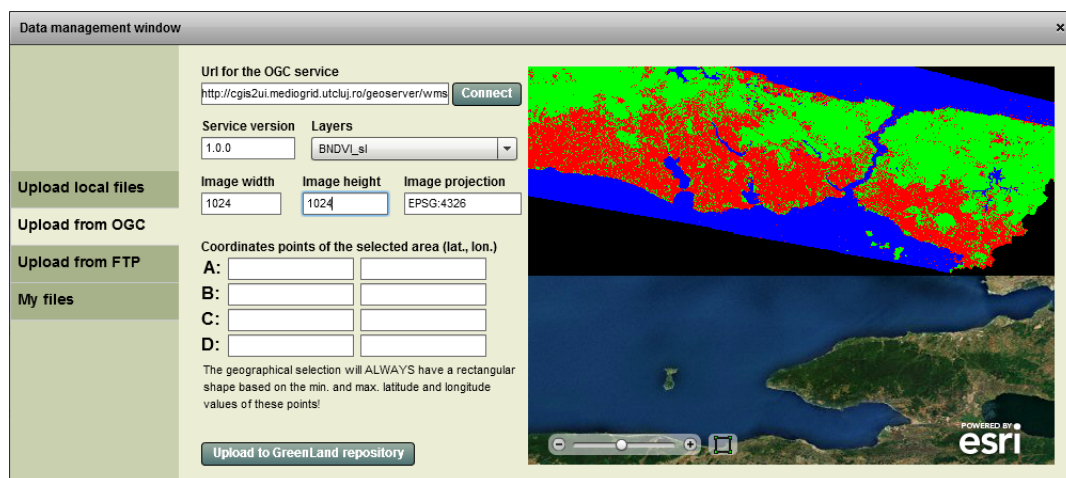 Data management window
×
Upload local files
Upload from OGC
Upload from FTP
My files
Url for the OGC service
http://cgis2ui.mediogrid.utcluj.ro/geoserver/wms Connect
Service version Layers
1.0.0 BNDVI_sl
Image width Image height Image projection
1024 1024 EPSG:4326
Coordinates points of the selected area (lat., lon.)
A:
B:
C:
D:
The geographical selection will ALWAYS have a rectangular
shape based on the min. and max. latitude and longitude
values of these points!
Upload to GreenLand repository
POWERED BY
esri